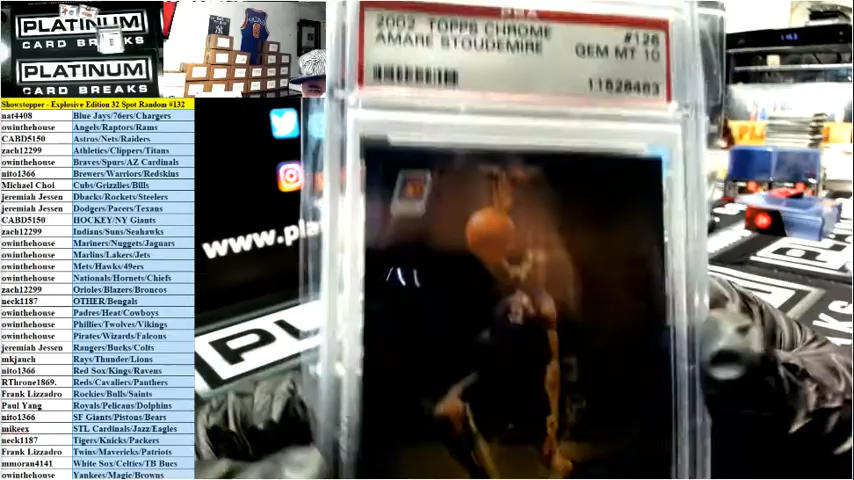 PLATINUM
CARD BREAKS
PLATINUM
CARD BREAKS
Showstopper - Explosive Edition 32 Spot Random #132
nat4408 Blue Jays/76ers/Chargers
owinthehouse Angels/Raptors/Rams
CABD5150 Astros/Nets/Raiders
zach12299 Athletics/Clippers/Titans
owinthehouse Braves/Spurs/AZ Cardinals
nito1366 Brewers/Warriors/Redskins
Michael Choi Cubs/Grizzlies/Bills
jeremiah Jessen Dbacks/Rockets/Steelers
jeremiah Jessen Dodgers/Pacers/Texans
CABD5150 HOCKEY/NY Giants
zach12299 Indians/Suns/Seahawks
owinthehouse Mariners/Nuggets/Jaguars
owinthehouse Marlins/Lakers/Jets
owinthehouse Mets/Hawks/49ers
owinthehouse Nationals/Hornets/Chiefs
zach12299 Orioles/Blazers/Broncos
neck1187 OTHER/Bengals
owinthehouse Padres/Heat/Cowboys
owinthehouse Phillies/Twolves/Vikings
owinthehouse Pirates/Wizards/Falcons
jeremiah Jessen Rangers/Bucks/Colts
mkjauch Rays/Thunder/Lions
nito1366 Red Sox/Kings/Ravens
RThrone1869. Reds/Cavaliers/Panthers
Frank Lizzadro Rockies/Bulls/Saints
Paul Yang Royals/Pelicans/Dolphins
nito1366 SF Giants/Pistons/Bears
mikeex STL Cardinals/Jazz/Eagles
neck1187 Tigers/Knicks/Packers
Frank Lizzadro Twins/Mavericks/Patriots
mmoran4141 White Sox/Celtics/TB Bucs
owinthehouse Yankees/Magic/Browns
www.pla
2002 TOPPS CHROME #126
AMARE STOUDEMIRE GEM MT 10
11628463